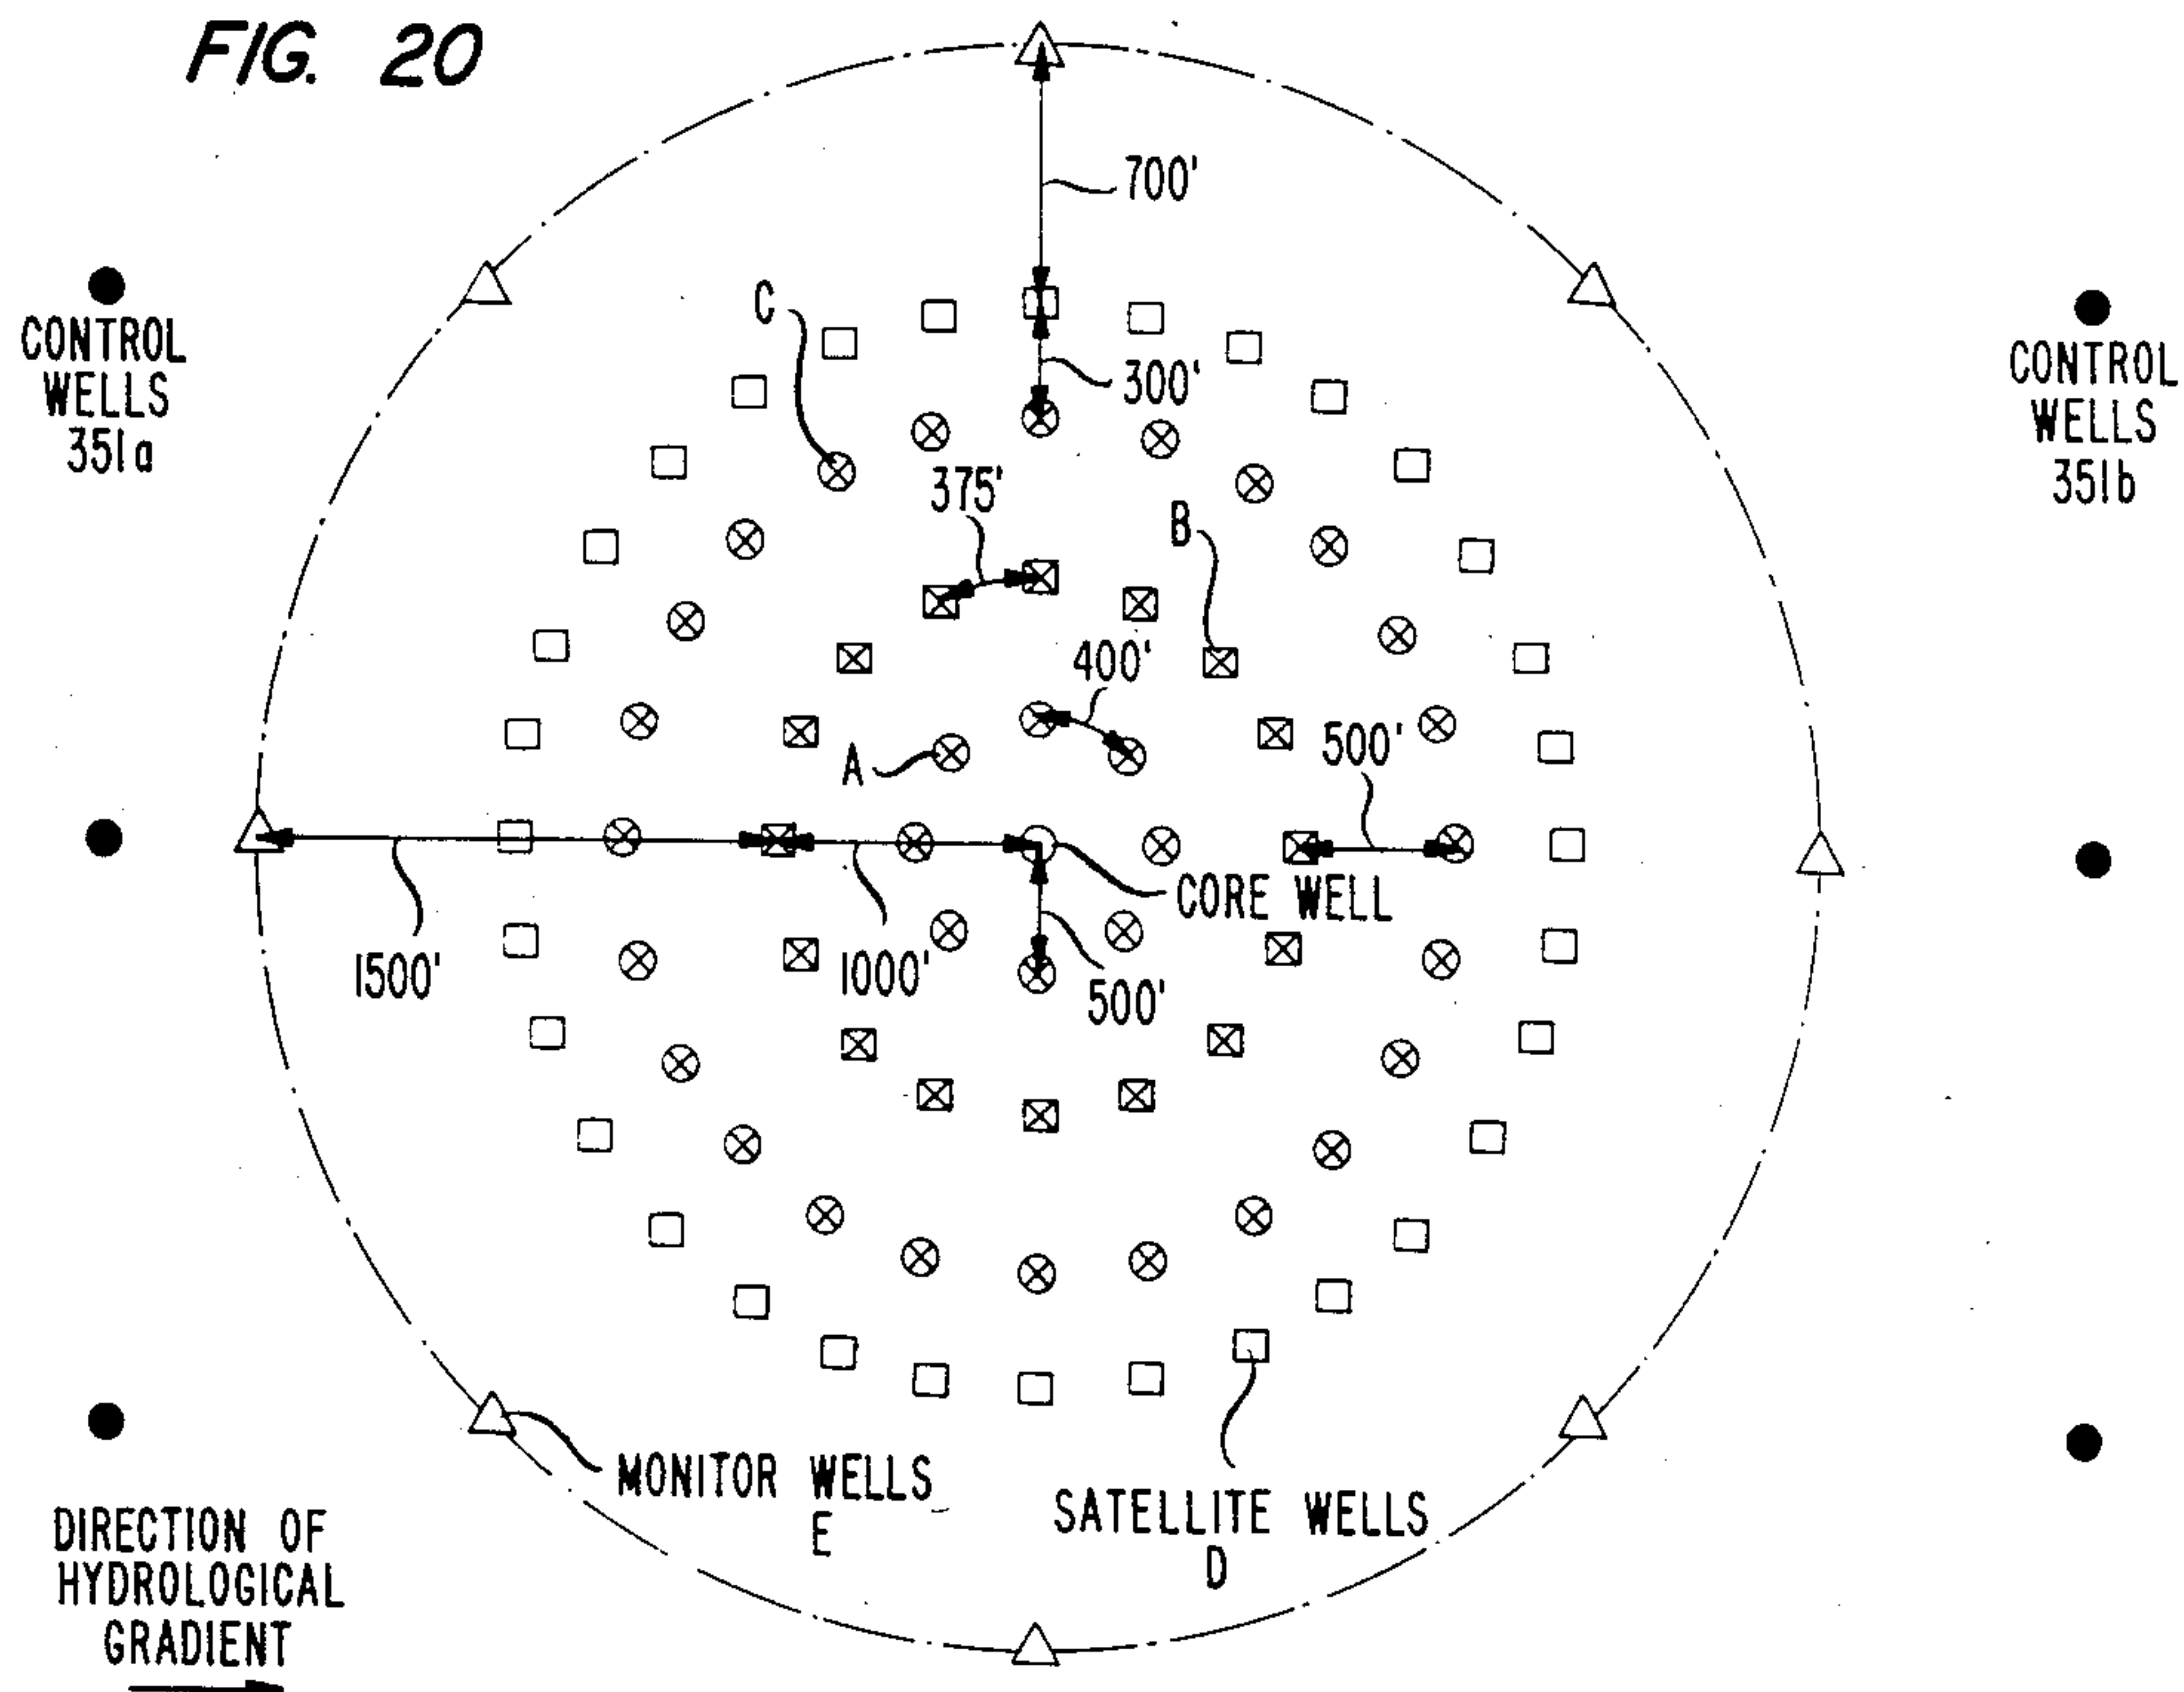 FIG. 20
700'
C
CONTROL
WELLS
351a
300'
CONTROL
WELLS
351b
375'
B
400'
A
500'
CORE WELL
1500'
1000'
500'
MONITOR WELLS
E
SATELLITE WELLS
D
DIRECTION OF
HYDROLOGICAL
GRADIENT